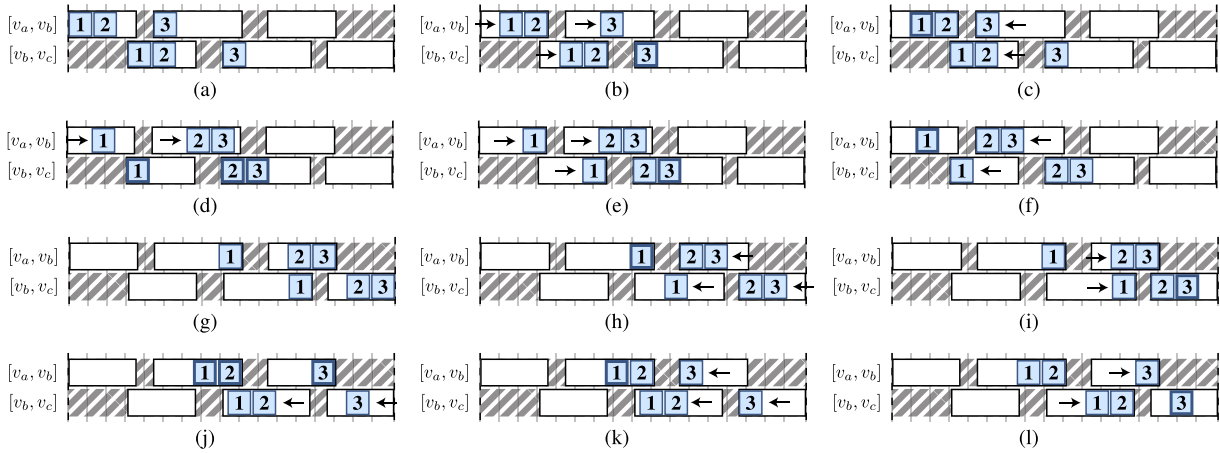 [v_a, v_b] 1 2 3 [v_a, v_b] 1 2 3 [v_a, v_b] 1 2 3
[v_b, v_c] 1 2 3 [v_b, v_c] 1 2 3 [v_b, v_c] 1 2 3
(a) (b) (c)
[v_a, v_b] 1 2 3 [v_a, v_b] 1 2 3 [v_a, v_b] 1 2 3
[v_b, v_c] 1 2 3 [v_b, v_c] 1 2 3 [v_b, v_c] 1 2 3
(d) (e) (f)
[v_a, v_b] 1 2 3 [v_a, v_b] 1 2 3 [v_a, v_b] 1 2 3
[v_b, v_c] 1 2 3 [v_b, v_c] 1 2 3 [v_b, v_c] 1 2 3
(g) (h) (i)
[v_a, v_b] 1 2 3 [v_a, v_b] 1 2 3 [v_a, v_b] 1 2 3
[v_b, v_c] 1 2 3 [v_b, v_c] 1 2 3 [v_b, v_c] 1 2 3
(j) (k) (l)